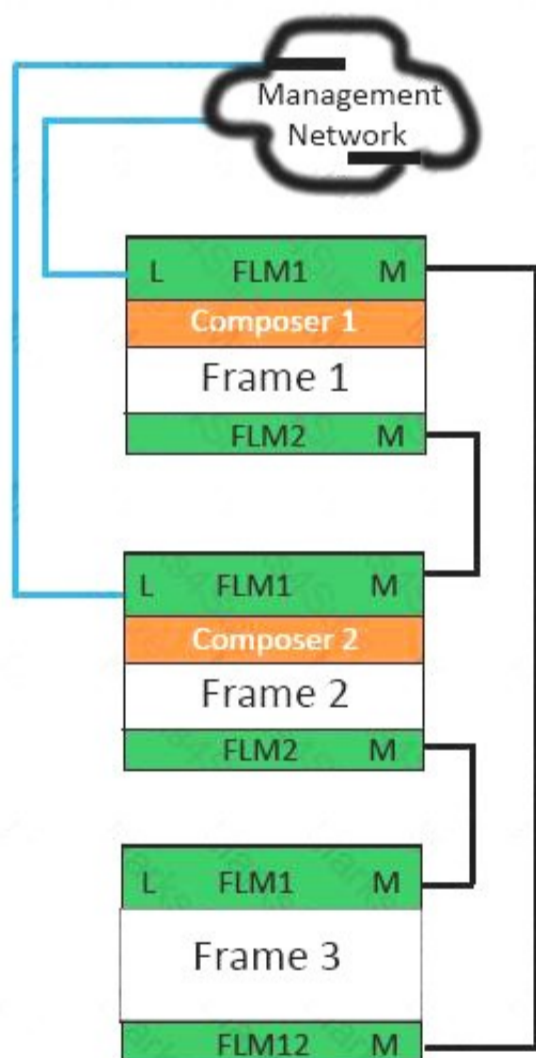 Management
Network
L FLM1 M
Composer 1
Frame 1
FLM2 M
L FLM1 M
Composer 2
Frame 2
FLM2 M
L FLM1 M
Frame 3
FLM12 M